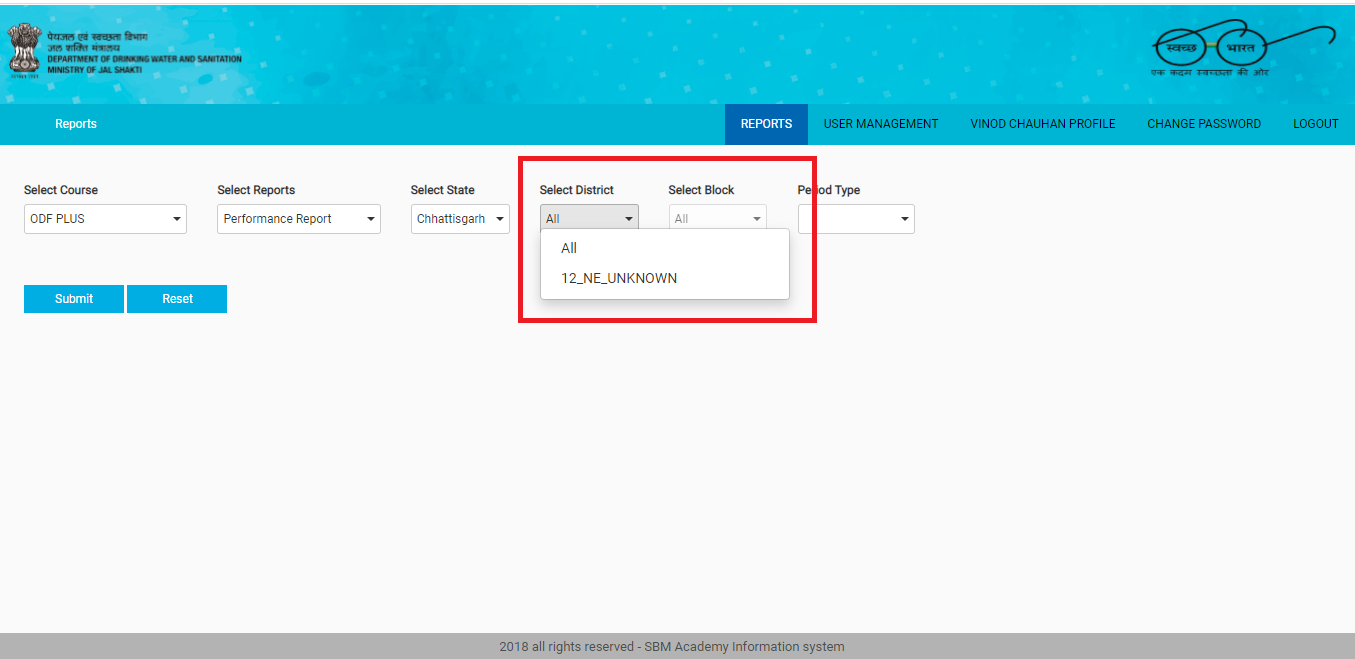 पेयजल एवं स्वच्छता विभाग
जल शक्ति मंत्रालय
DEPARTMENT OF DRINKING WATER AND SANITATION
MINISTRY OF JAL SHAKTI
स्वच्छ भारत
एक कदम स्वच्छता की ओर
Reports
REPORTS USER MANAGEMENT VINOD CHAUHAN PROFILE CHANGE PASSWORD LOGOUT
Select Course Select Reports Select State Select District Select Block Period Type
ODF PLUS Performance Report Chhattisgarh All All
All
12_NE_UNKNOWN
Submit Reset
2018 all rights reserved - SBM Academy Information system